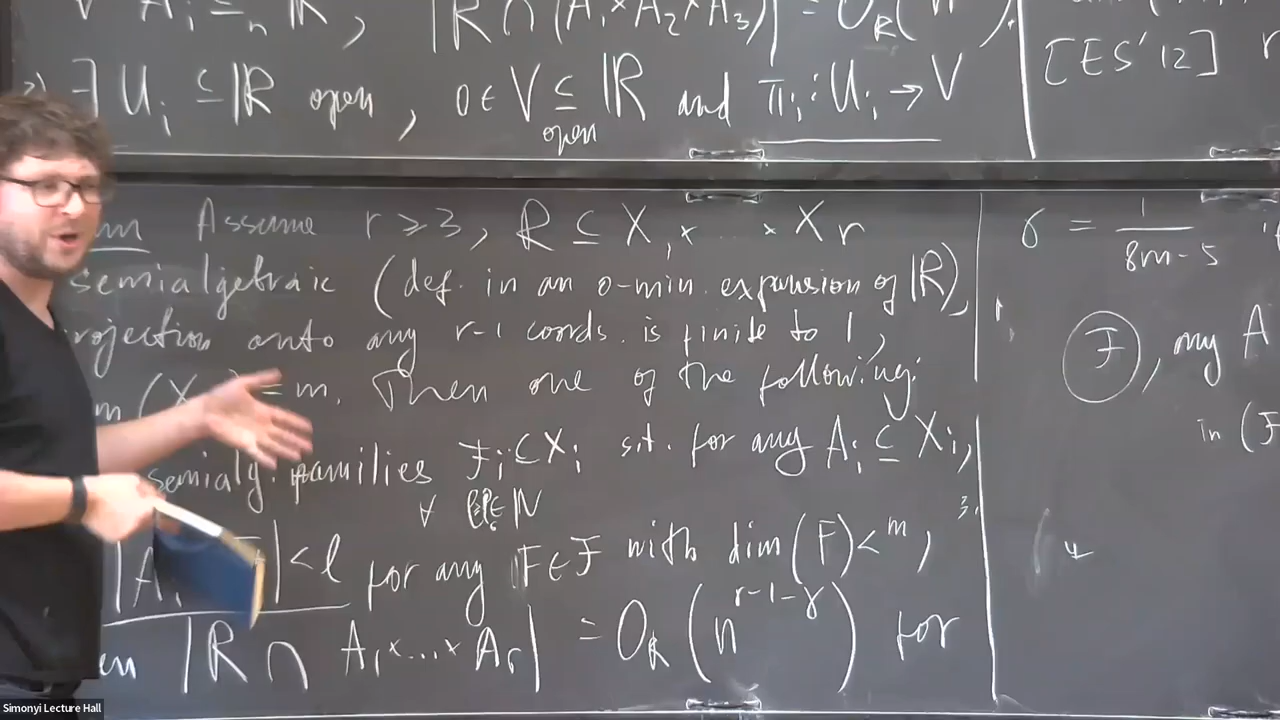 ∀ A_i ⊆_n ℝ, |R ∩ (A_1 × A_2 × A_3)| = O_R(
∃ U_i ⊆ ℝ open, 0 ∈ V ⊆ ℝ and π_i : U_i → V
open
[ES'12]
Assume r ≥ 3, R ⊆ X_1 × ... × X_r
semialgebraic (def. in an o-min. expansion of ℝ),
projection onto any r-1 coords. is finite to 1,
= m. Then one of the following:
semialg. families F_i ⊆ X_i s.t. for any A_i ⊆ X_i,
∀ ∈ ℕ
| < l for any F ∈ F with dim(F) < m,
|R ∩ A_1 × ... × A_r| = O_R(n^{r-1-γ}) for
γ = 1/(8m-5)
F, any A
in (F
Simonyi Lecture Hall